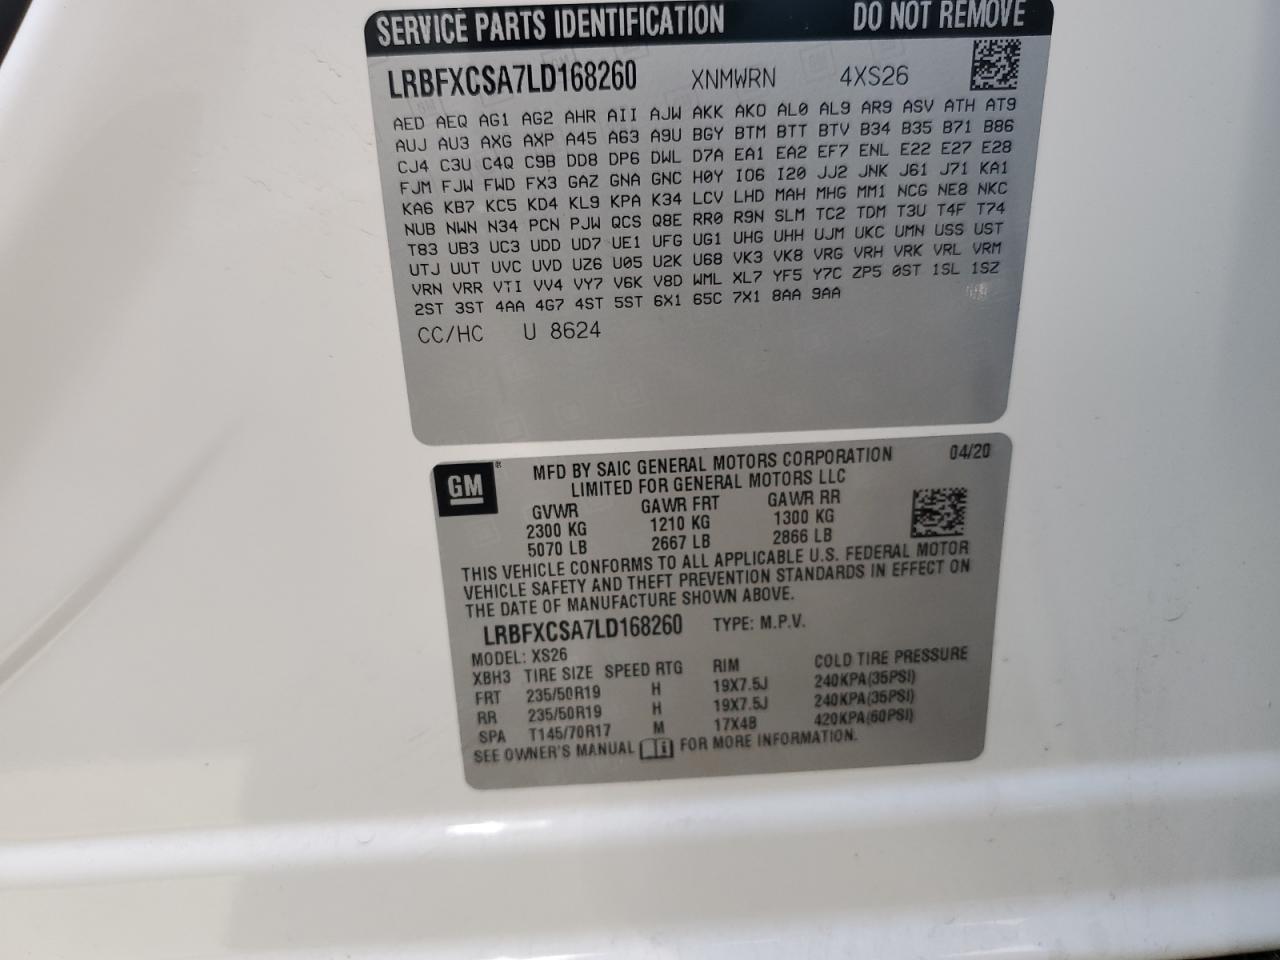 SERVICE PARTS IDENTIFICATION DO NOT REMOVE
LRBFXCSA7LD168260 XNMWRN 4XS26
AED AEQ AG1 AG2 AHR AII AJW AKK AKO AL0 AL9 AR9 ASV ATH AT9
AUJ AU3 AXG AXP A45 A63 A9U BGY BTM BTT BTV B34 B35 B71 B86
CJ4 C3U C4Q C9B DD8 DP6 DWL D7A EA1 EA2 EF7 ENL E22 E27 E28
FJM FJW FWD FX3 GAZ GNA GNC H0Y IO6 I20 JJ2 JNK J61 J71 KA1
KA6 KB7 KC5 KD4 KL9 KPA K34 LCV LHD MAH MHG MM1 NCG NE8 NKC
NUB NWN N34 PCN PJW QCS Q8E RR0 R9N SLM TC2 TDM T3U T4F T74
T83 UB3 UC3 UDD UD7 UE1 UFG UG1 UHG UHH UJM UKC UMN USS UST
UTJ UUT UVC UVD UZ6 U05 U2K U68 VK3 VK8 VRG VRH VRK VRL VRM
VRN VRR VTI VV4 VY7 V6K V8D WML XL7 YF5 Y7C ZP5 0ST 1SL 1SZ
2ST 3ST 4AA 4G7 4ST 5ST 6X1 65C 7X1 8AA 9AA
CC/HC U 8624
GM MFD BY SAIC GENERAL MOTORS CORPORATION 04/20
LIMITED FOR GENERAL MOTORS LLC
GVWR GAWR FRT GAWR RR
2300 KG 1210 KG 1300 KG
5070 LB 2667 LB 2866 LB
THIS VEHICLE CONFORMS TO ALL APPLICABLE U.S. FEDERAL MOTOR
VEHICLE SAFETY AND THEFT PREVENTION STANDARDS IN EFFECT ON
THE DATE OF MANUFACTURE SHOWN ABOVE.
LRBFXCSA7LD168260 TYPE: M.P.V.
MODEL: XS26
XBH3 TIRE SIZE SPEED RTG RIM COLD TIRE PRESSURE
FRT 235/50R19 H 19X7.5J 240KPA(35PSI)
RR 235/50R19 H 19X7.5J 240KPA(35PSI)
SPA T145/70R17 M 17X4B 420KPA(60PSI)
SEE OWNER'S MANUAL FOR MORE INFORMATION.